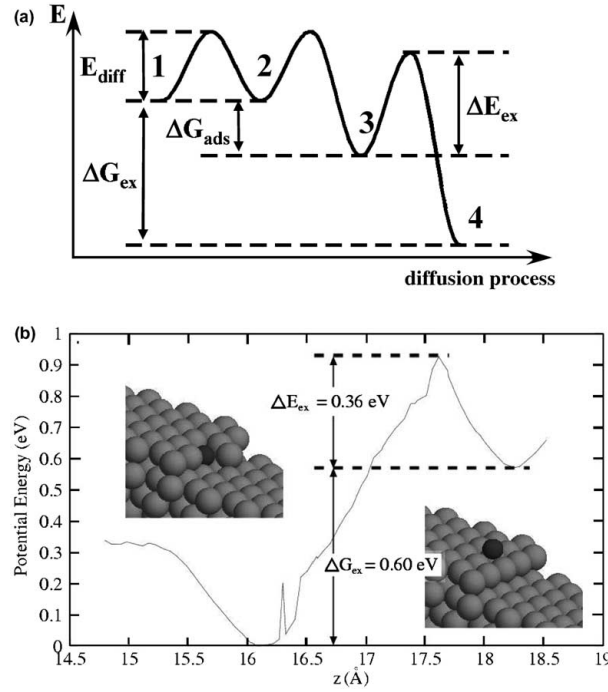 (a)
E
E_diff
1
2
3
4
ΔG_ads
ΔE_ex
ΔG_ex
diffusion process
(b)
Potential Energy (eV)
1
0.9
0.8
0.7
0.6
0.5
0.4
0.3
0.2
0.1
0
ΔE_ex = 0.36 eV
ΔG_ex = 0.60 eV
14.5 15 15.5 16 16.5 17 17.5 18 18.5 19
z (Å)